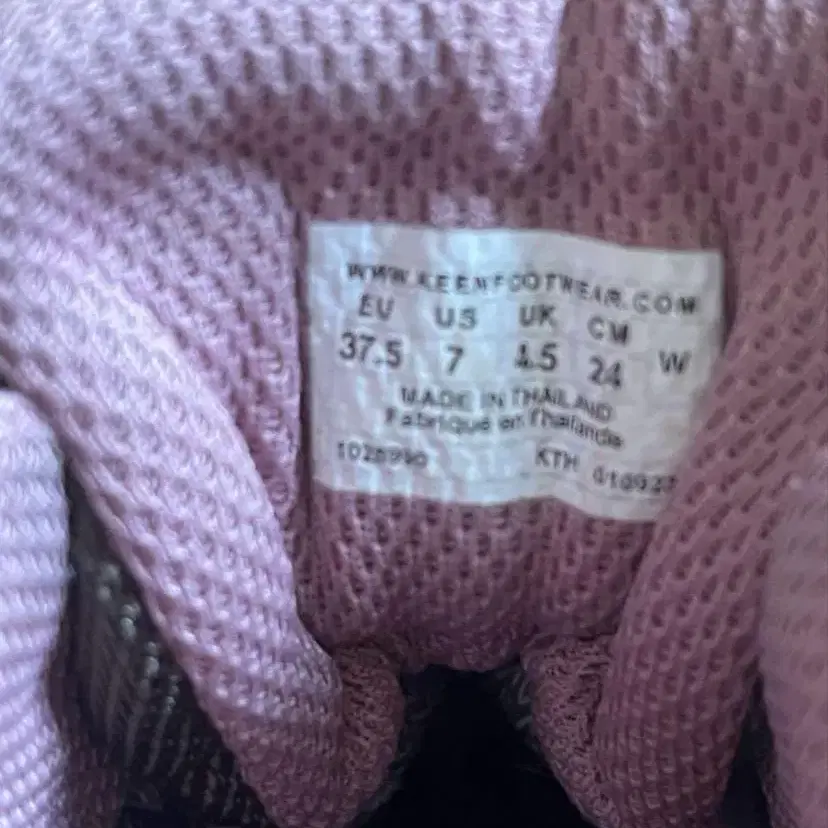 WWW.KEENFOOTWEAR.COM
EU US UK CM
37.5 7 4.5 24 W
MADE IN THAILAND
Fabriqué en Thaïlande
KTH